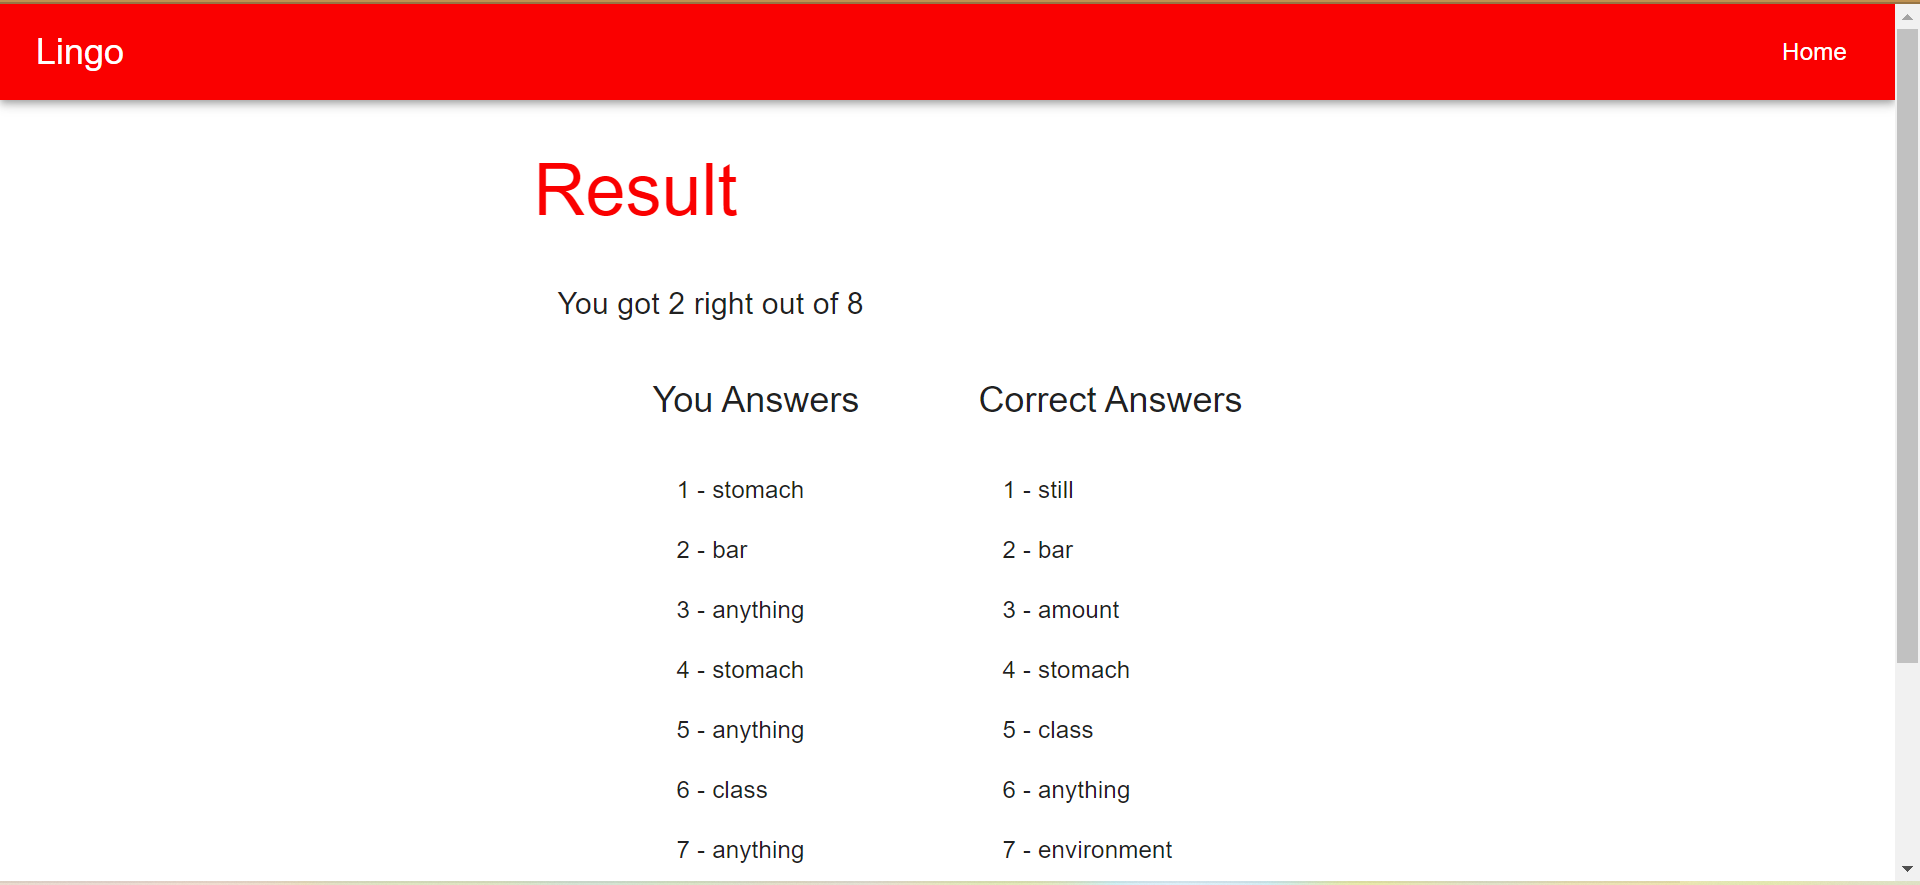 Lingo Home
Result
You got 2 right out of 8
You Answers Correct Answers
1 - stomach 1 - still
2 - bar 2 - bar
3 - anything 3 - amount
4 - stomach 4 - stomach
5 - anything 5 - class
6 - class 6 - anything
7 - anything 7 - environment